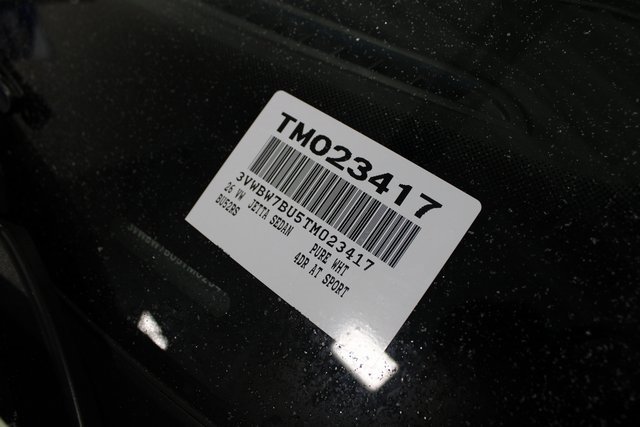 TM023417
3VWBW7BU5TM023417
26 VW JETTA SEDAN PURE WHT
BU52RS 4DR AT SPORT